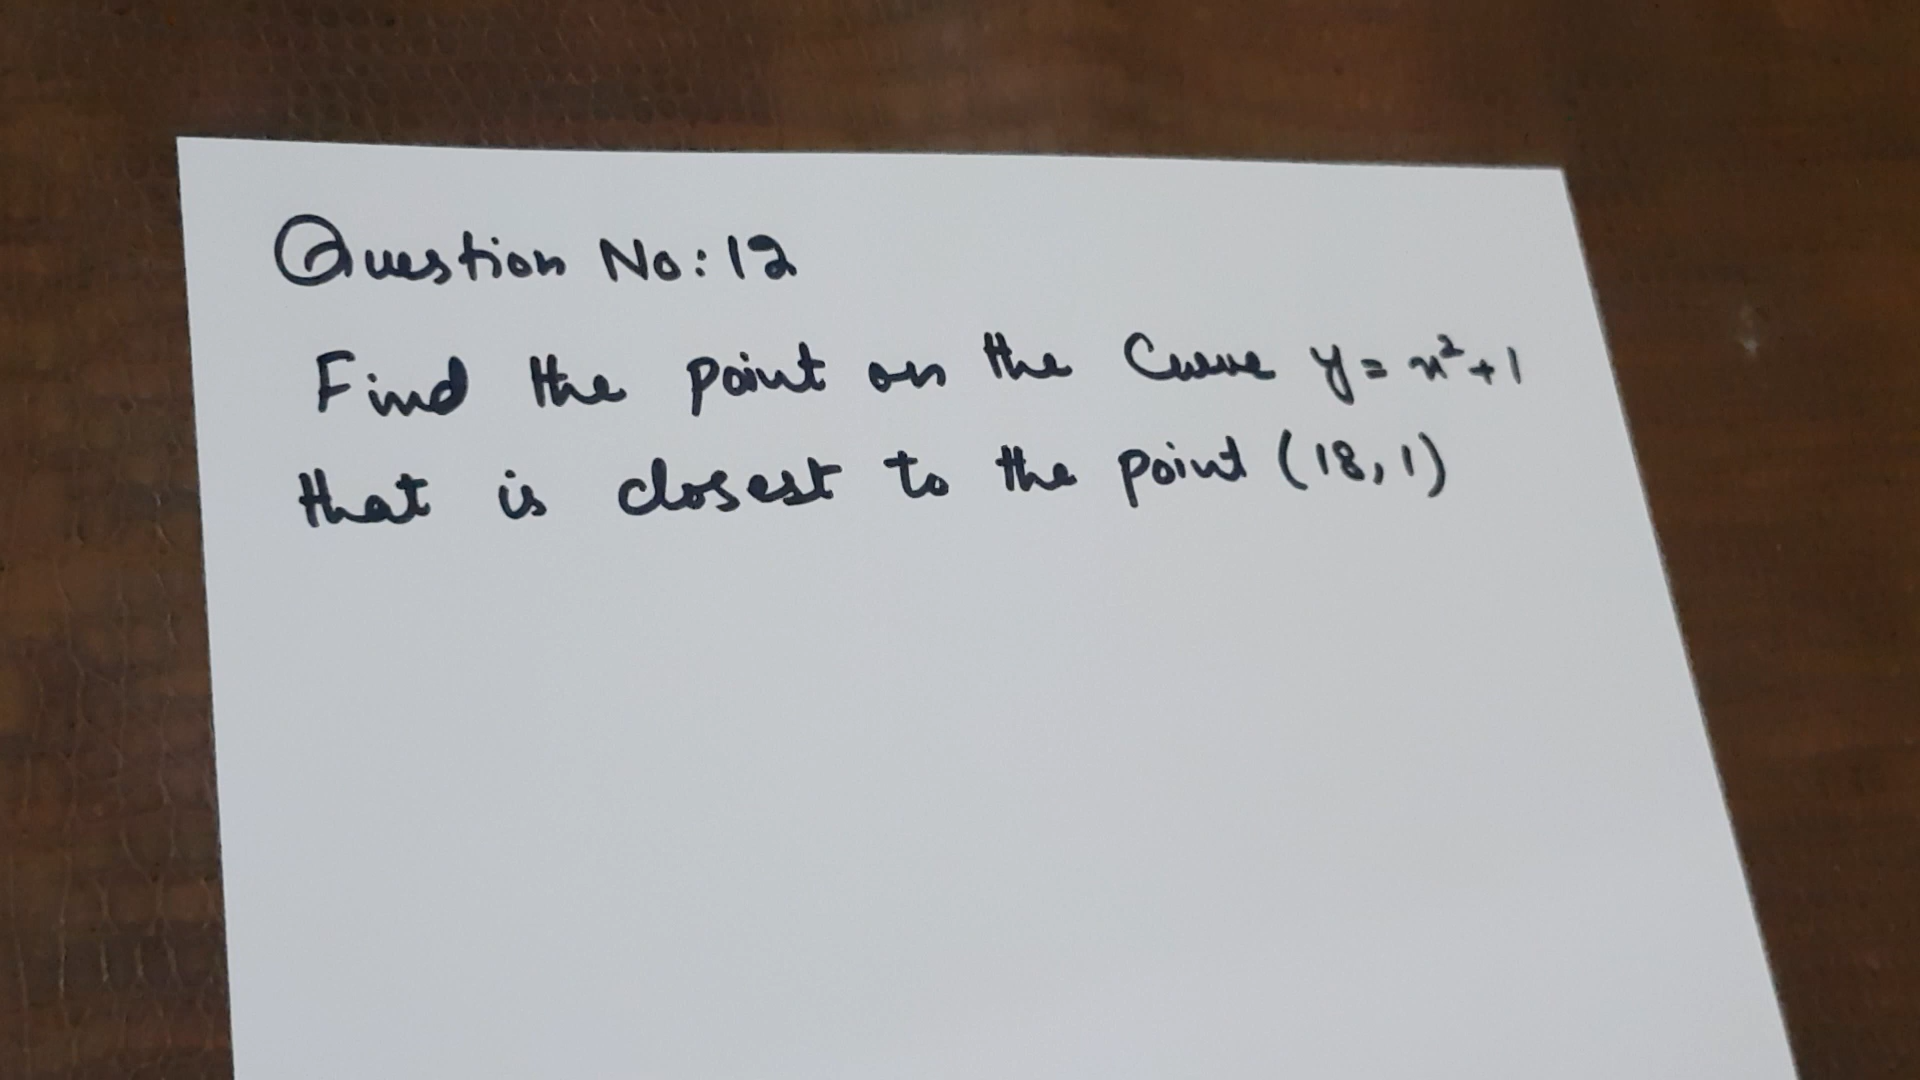 Question No: 12
Find the point on the Curve y = x² + 1
that is closest to the point (18, 1)